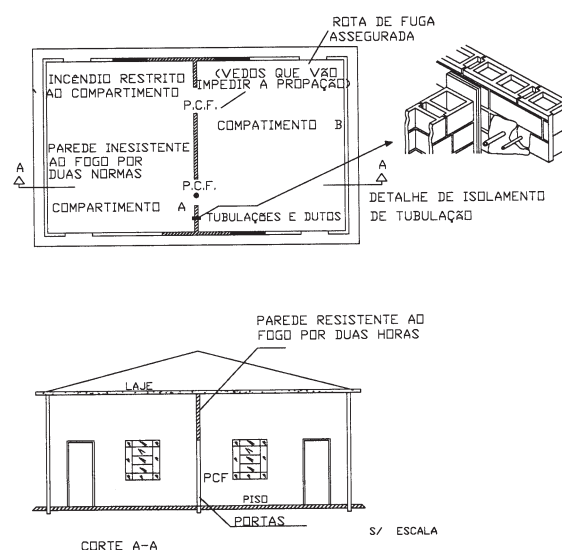 ROTA DE FUGA
ASSEGURADA
INCÊNDIO RESTRITO
AO COMPARTIMENTO
(VEDOS QUE VÃO
IMPEDIR A PROPAÇÃO)
P.C.F.
COMPATIMENTO B
PAREDE INESISTENTE
AO FOGO POR
DUAS NORMAS
A
A
P.C.F.
COMPARTIMENTO A
TUBULAÇÕES E DUTOS
DETALHE DE ISOLAMENTO
DE TUBULAÇÃO
PAREDE RESISTENTE AO
FOGO POR DUAS HORAS
LAJE
PCF
PISO
PORTAS
S/ ESCALA
CORTE A-A